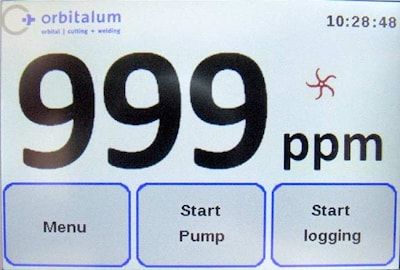 orbitalum
orbital | cutting + welding
10:28:48
999
ppm
Menu
Start
Pump
Start
logging